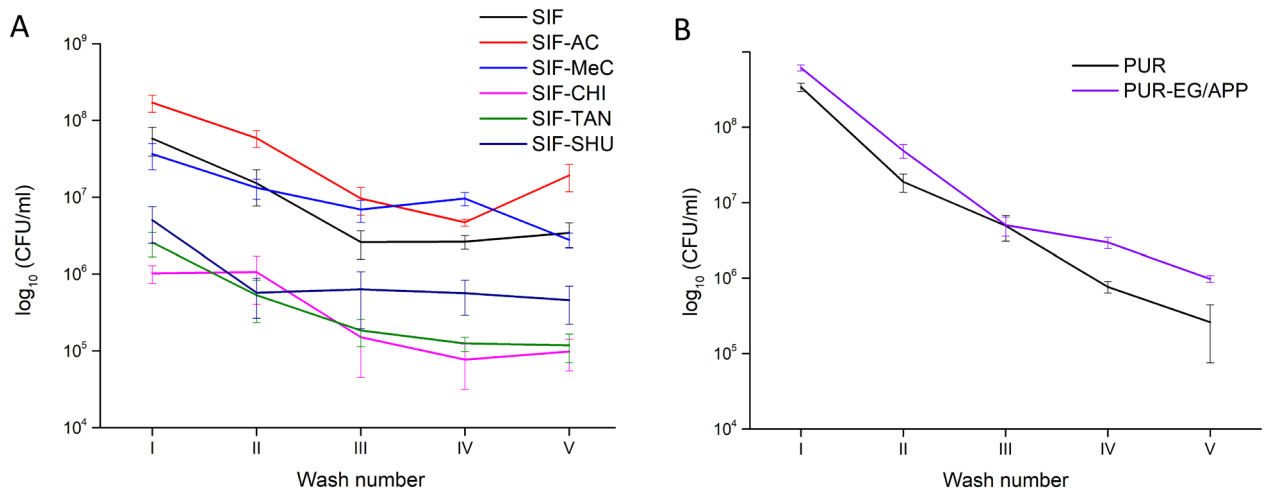 A
SIF
SIF-AC
SIF-MeC
SIF-CHI
SIF-TAN
SIF-SHU
10⁹
10⁸
10⁷
10⁶
10⁵
10⁴
log₁₀ (CFU/ml)
I II III IV V
Wash number
B
PUR
PUR-EG/APP
10⁸
10⁷
10⁶
10⁵
10⁴
log₁₀ (CFU/ml)
I II III IV V
Wash number